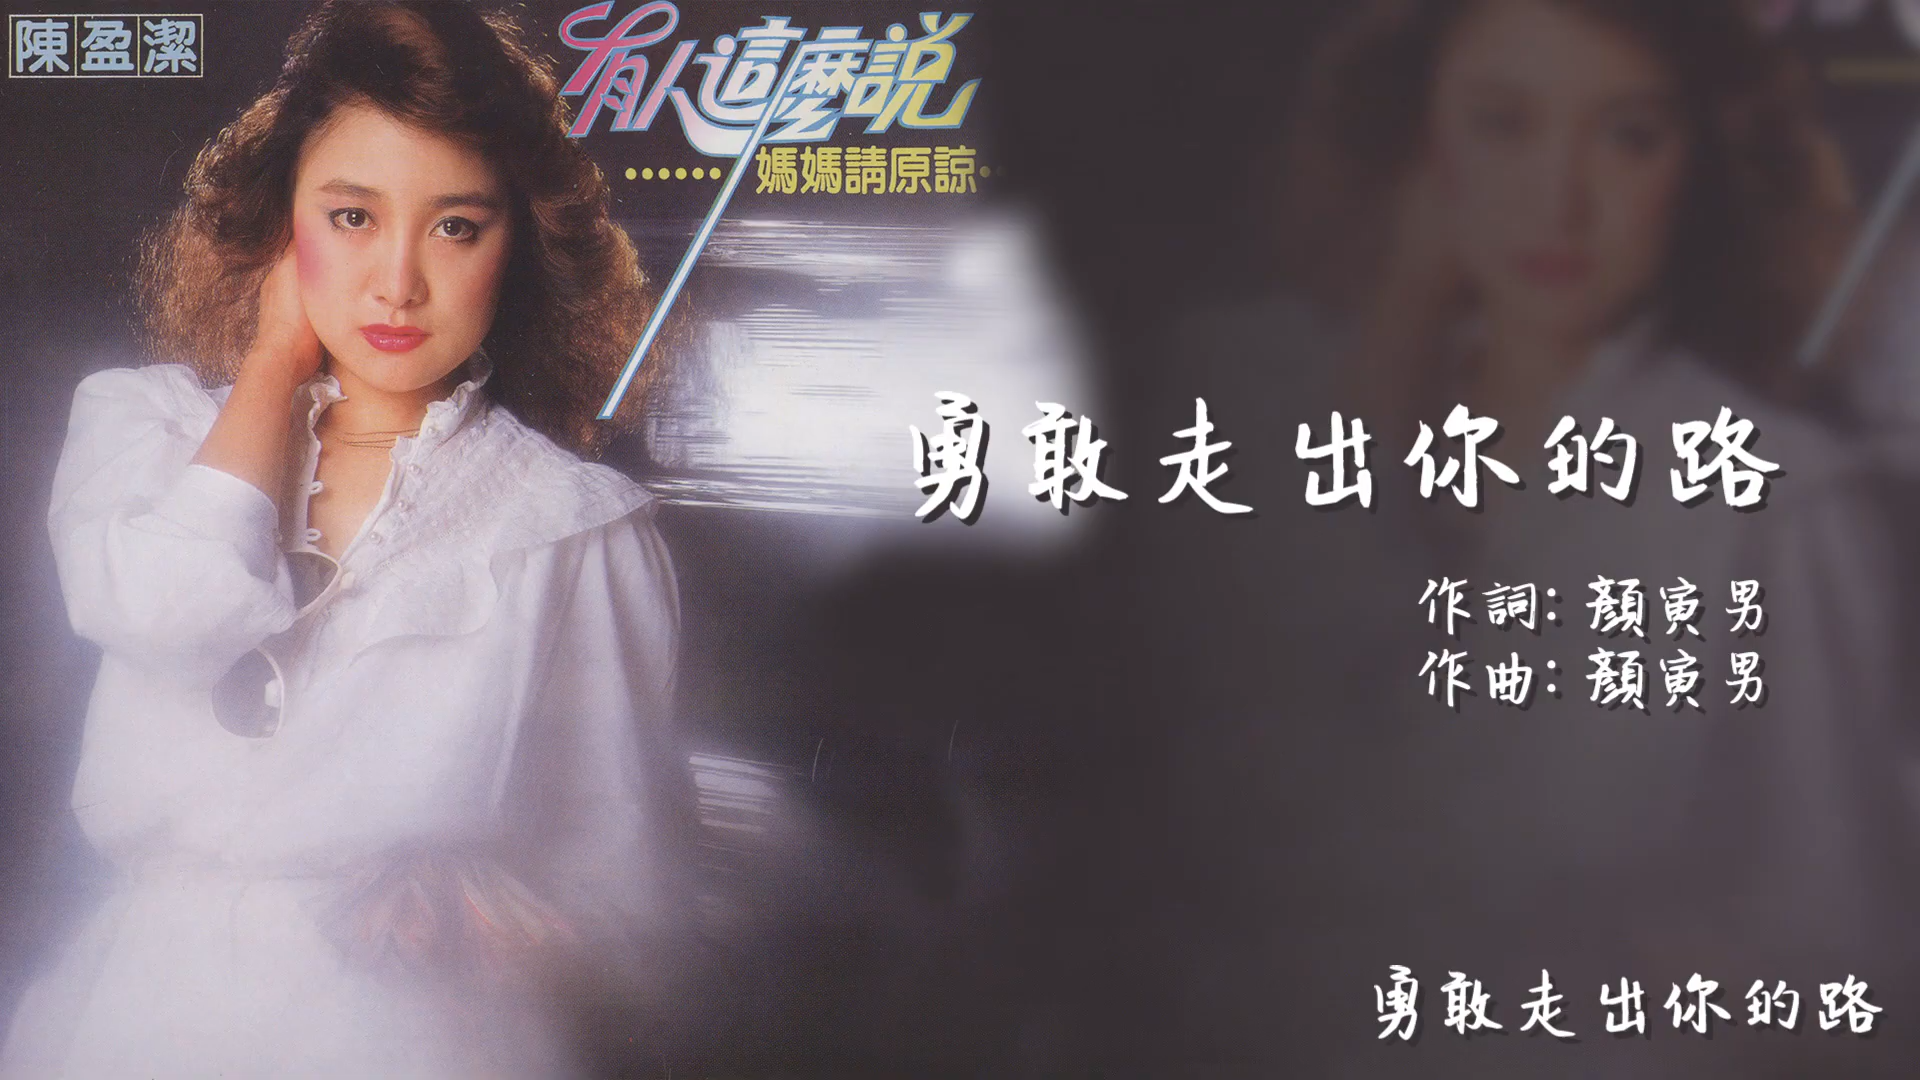 陳盈潔
有人這麼說
……媽媽請原諒…
勇敢走出你的路
作詞：顏寅男
作曲：顏寅男
勇敢走出你的路